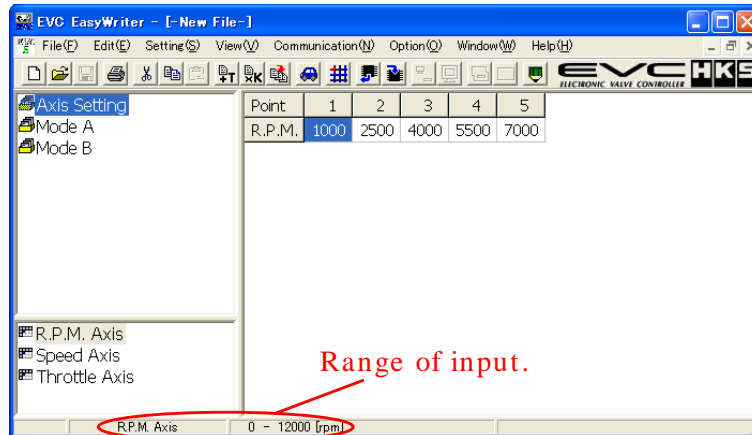 EVC EasyWriter - [-New File-]
File(F) Edit(E) Setting(S) View(V) Communication(N) Option(O) Window(W) Help(H)
EVC HKS
ELECTRONIC VALVE CONTROLLER
Axis Setting
Mode A
Mode B
Point 1 2 3 4 5
R.P.M. 1000 2500 4000 5500 7000
R.P.M. Axis
Speed Axis
Throttle Axis
Range of input.
R.P.M. Axis 0 - 12000 [rpm]